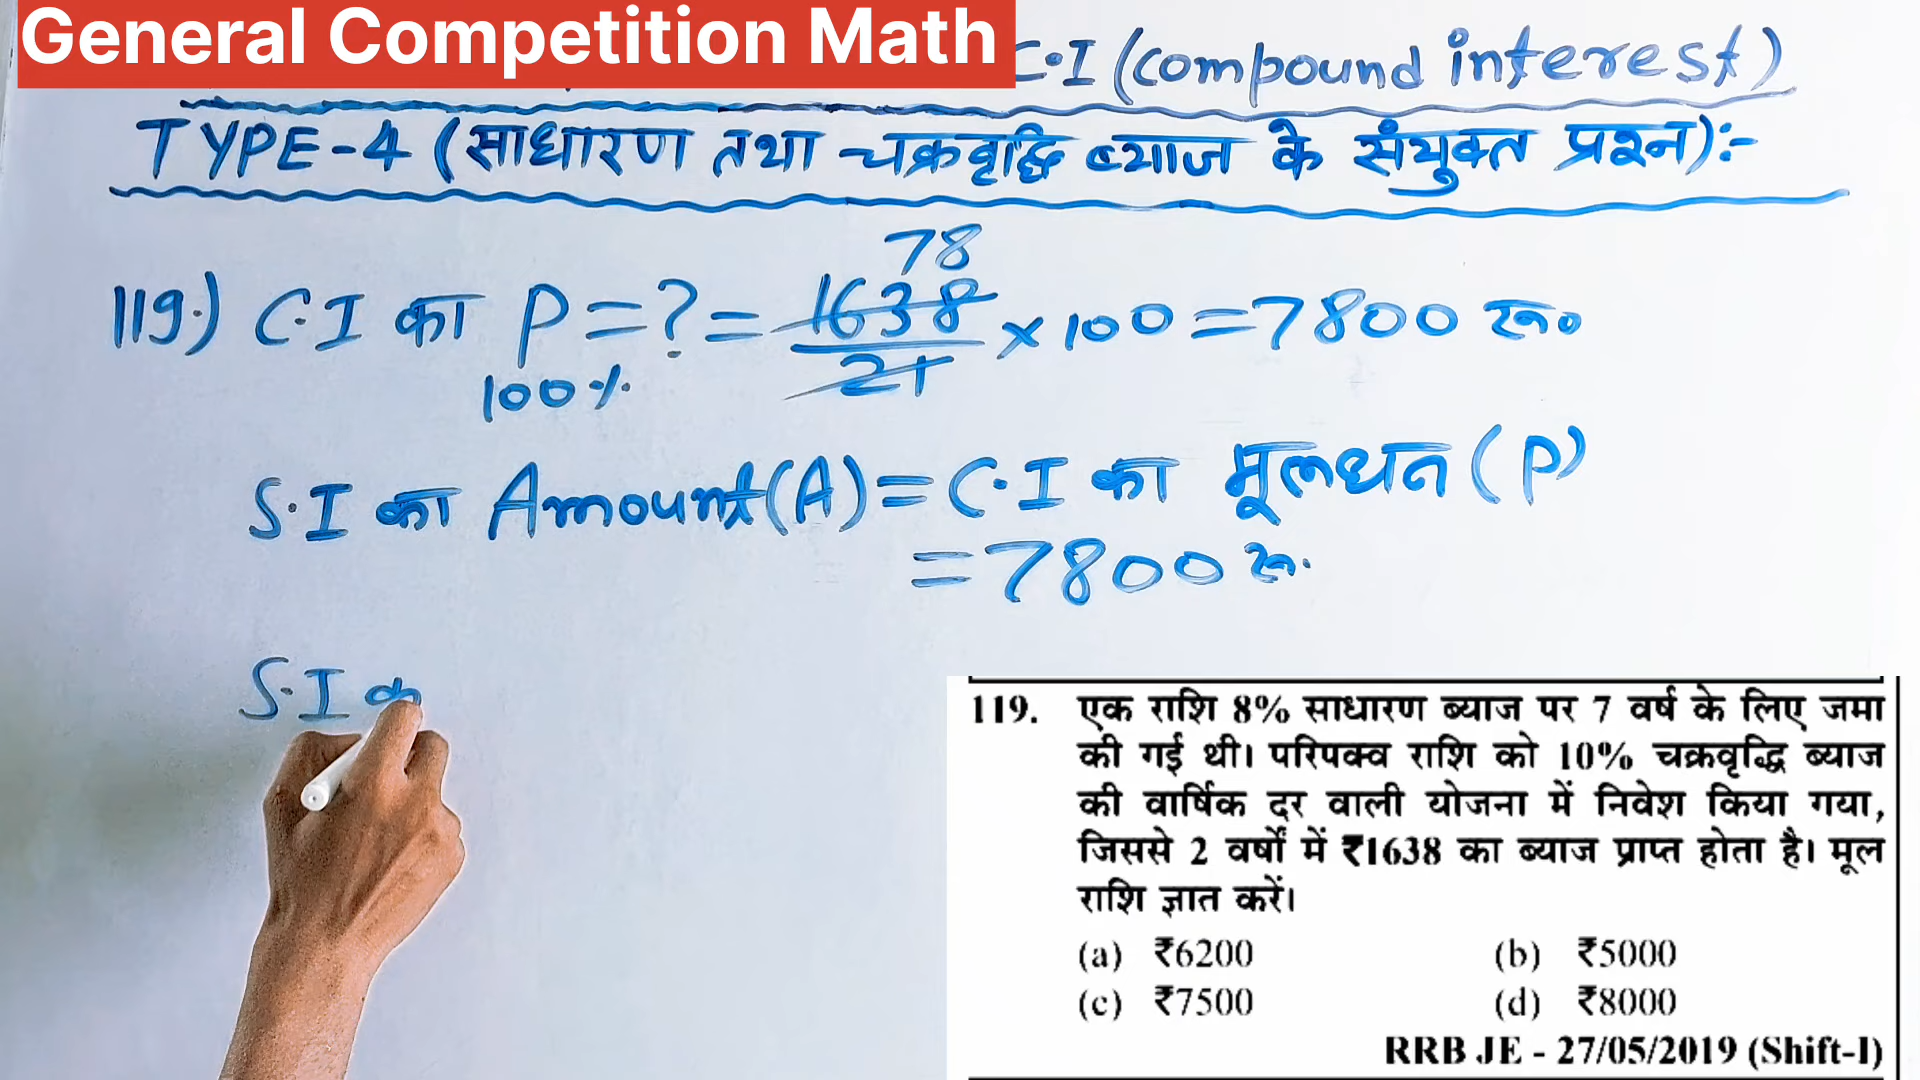 General Competition Math
C·I (compound interest)
TYPE-4 (साधारण तथा चक्रवृद्धि ब्याज के संयुक्त प्रश्न):-
78
119.) C·I का P = ? = 1638/21 × 100 = 7800 रू०
100%
S·I का Amount(A) = C·I का मूलधन (P)
= 7800 रू.
S·I क
119. एक राशि 8% साधारण ब्याज पर 7 वर्ष के लिए जमा
की गई थी। परिपक्व राशि को 10% चक्रवृद्धि ब्याज
की वार्षिक दर वाली योजना में निवेश किया गया,
जिससे 2 वर्षों में ₹1638 का ब्याज प्राप्त होता है। मूल
राशि ज्ञात करें।
(a) ₹6200 (b) ₹5000
(c) ₹7500 (d) ₹8000
RRB JE - 27/05/2019 (Shift-I)